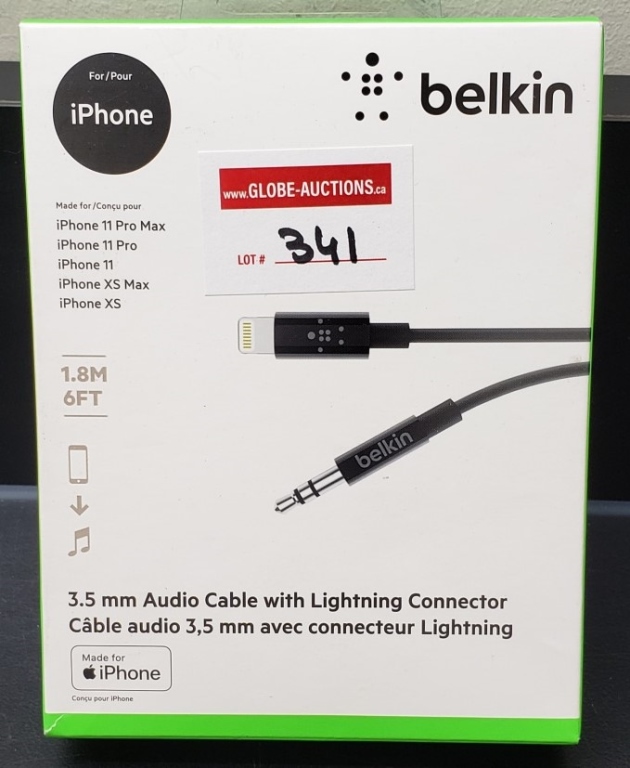 For/Pour
iPhone
belkin
Made for/Conçu pour
iPhone 11 Pro Max
iPhone 11 Pro
iPhone 11
iPhone XS Max
iPhone XS
www.GLOBE-AUCTIONS.ca
LOT # 341
1.8M
6FT
belkin
3.5 mm Audio Cable with Lightning Connector
Câble audio 3,5 mm avec connecteur Lightning
Made for
iPhone
Conçu pour iPhone